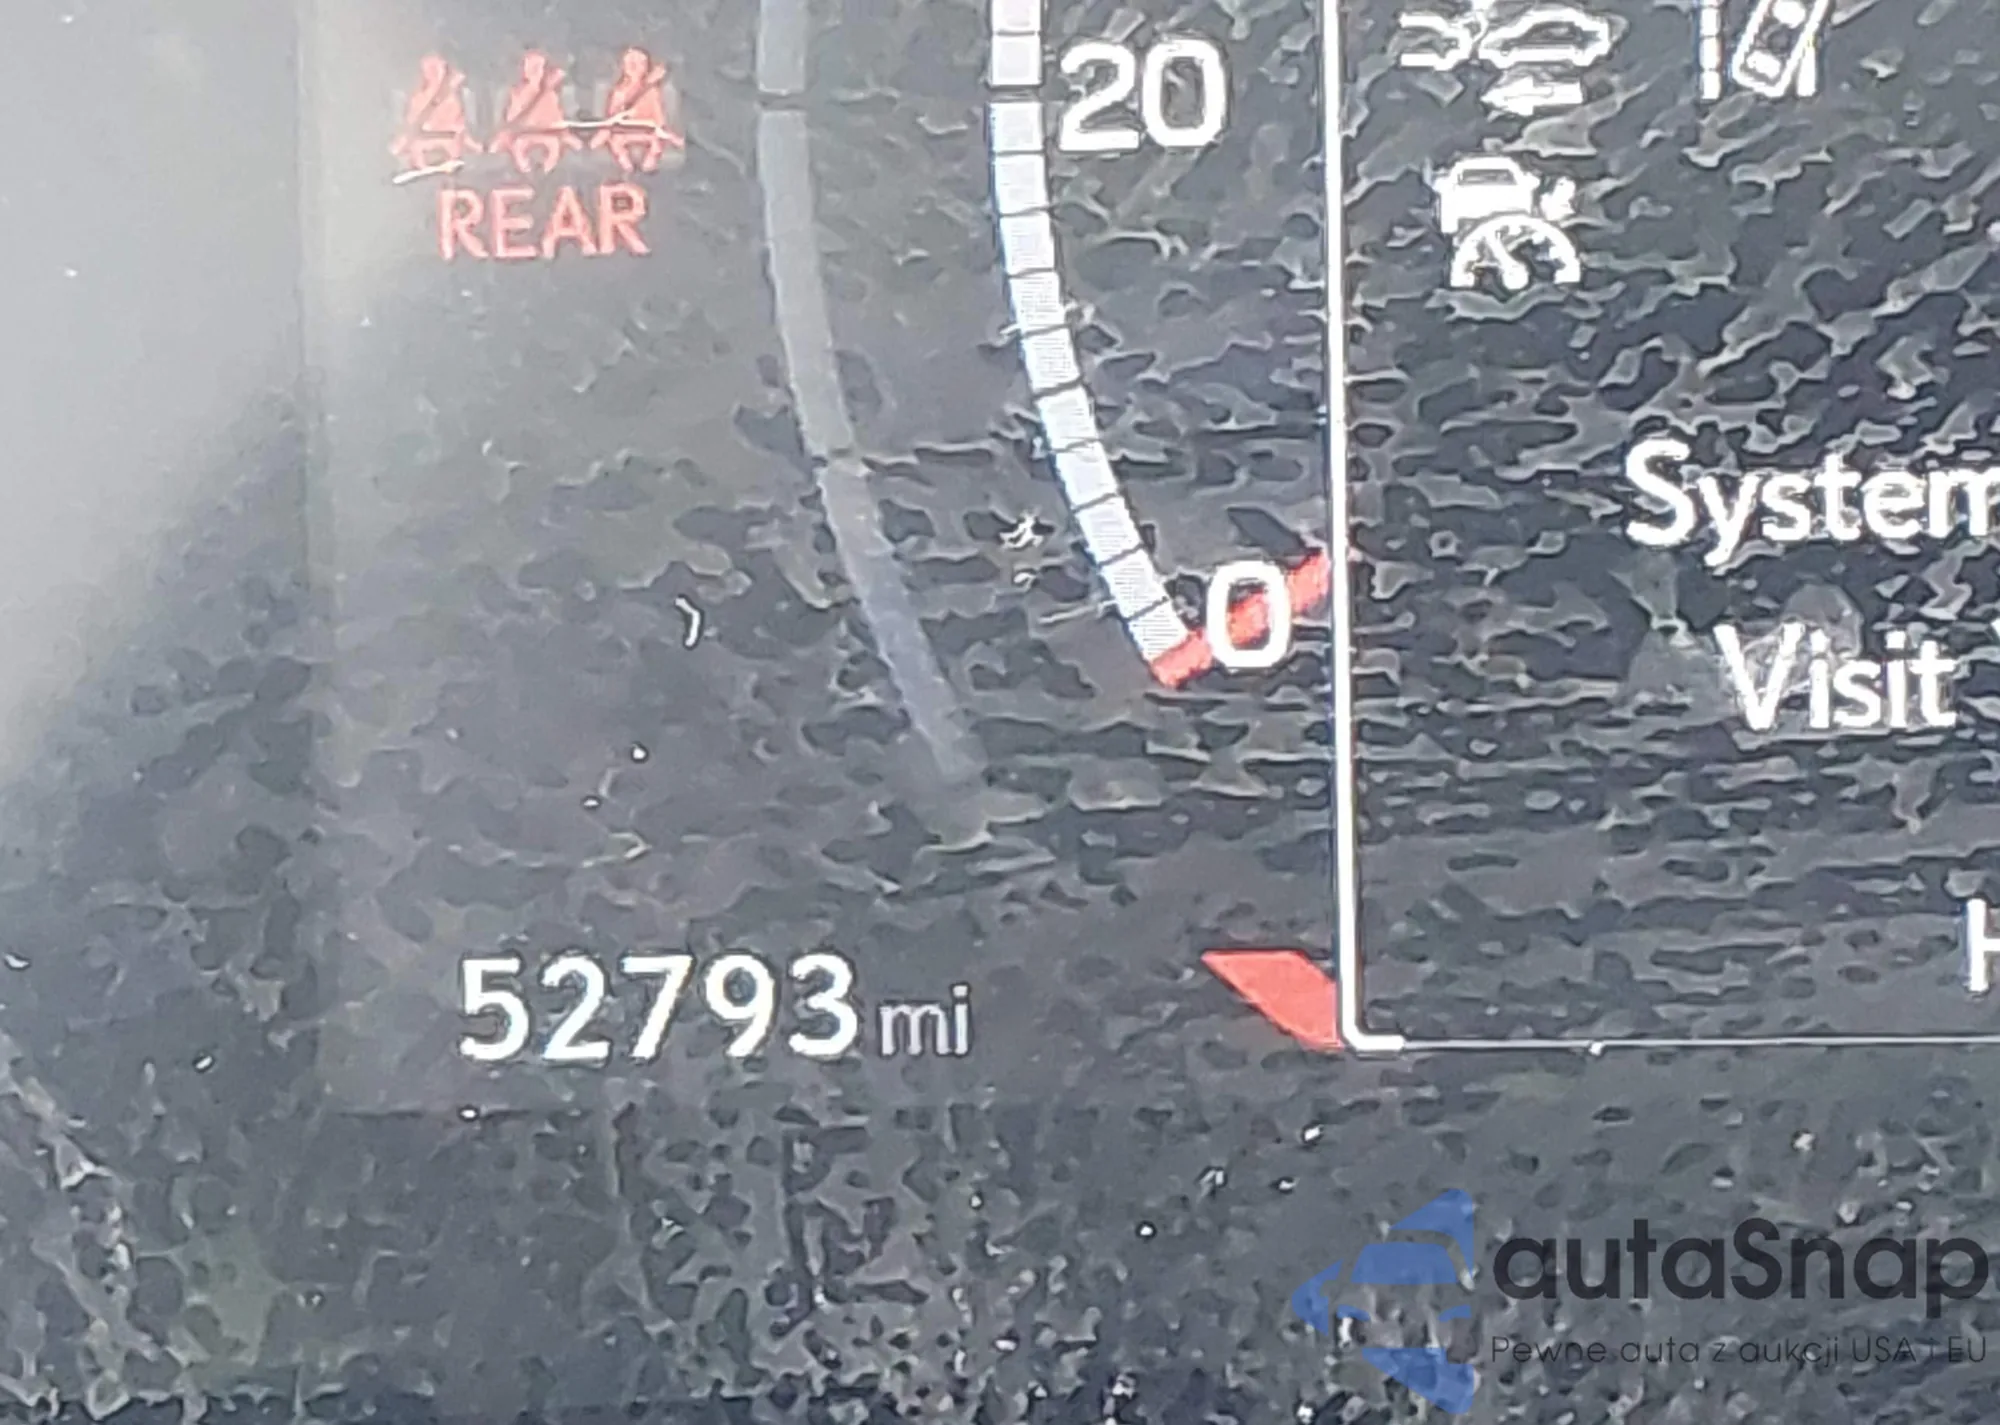 20
REAR
System
0
Visit
H
52793 mi
autaSnap
Pewne auta z aukcji USA i EU